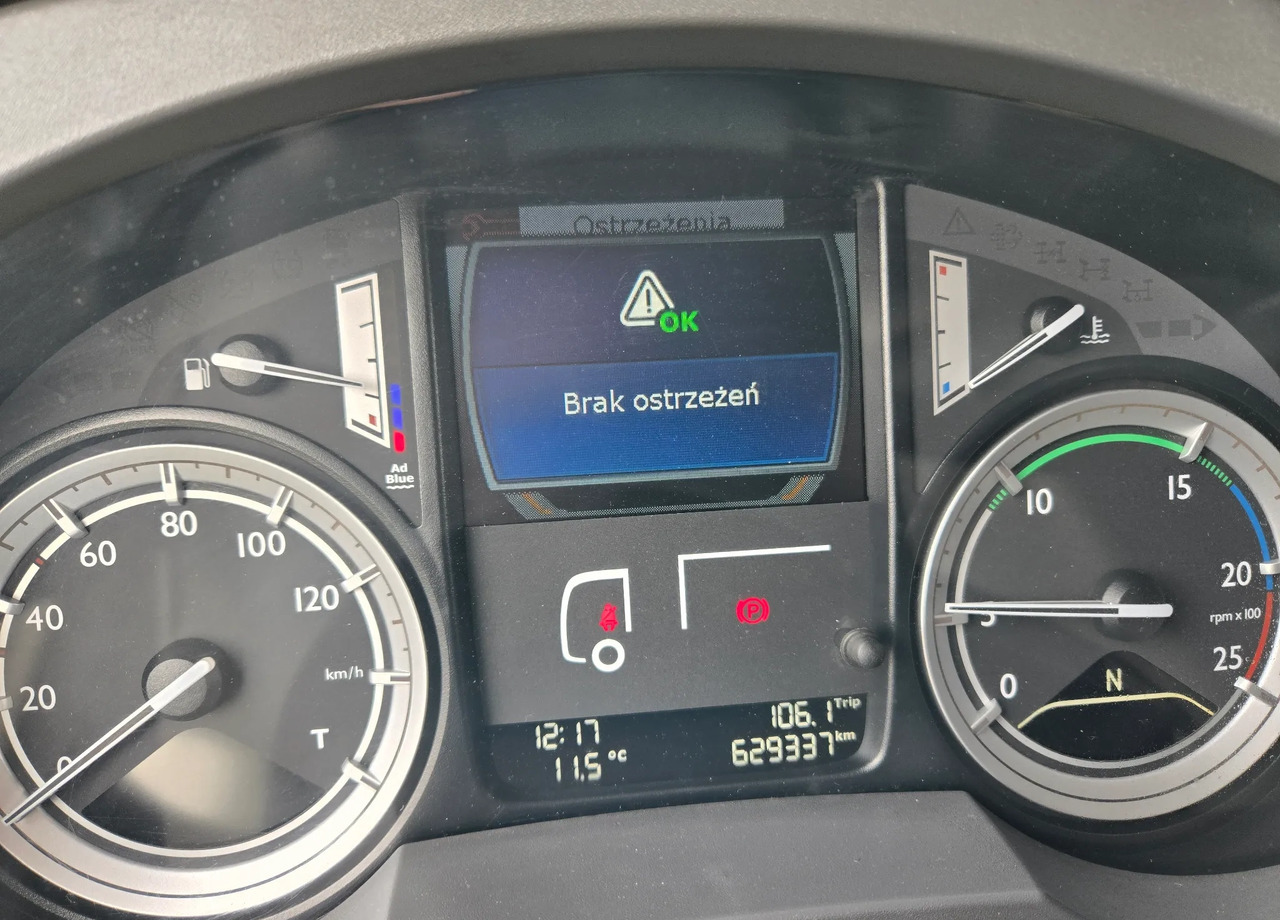 Ostrzeżenia
OK
Brak ostrzeżeń
Ad
Blue
0
20
40
60
80
100
120
km/h
T
P
12:17
11.5 °C
106.1 Trip
629337 km
0
5
10
15
20
25
rpm x 100
N